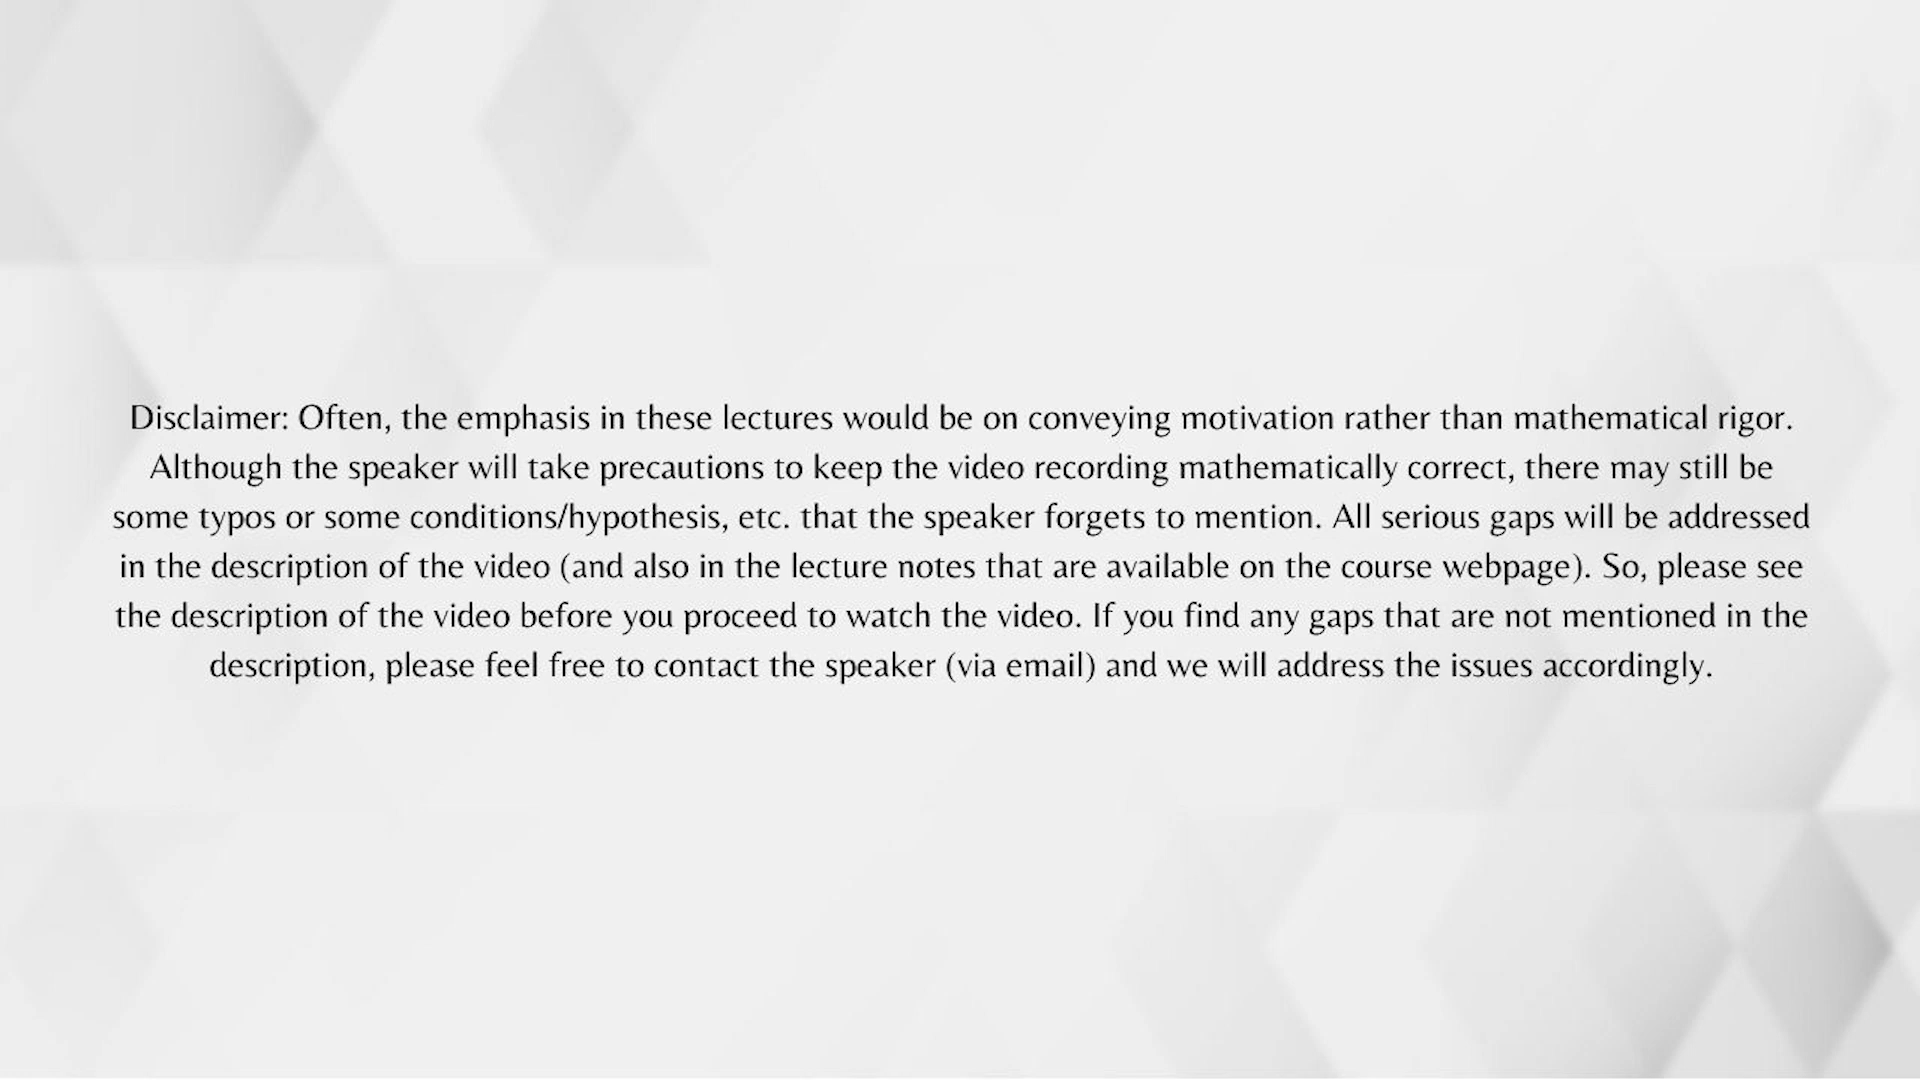 Disclaimer: Often, the emphasis in these lectures would be on conveying motivation rather than mathematical rigor.
Although the speaker will take precautions to keep the video recording mathematically correct, there may still be
some typos or some conditions/hypothesis, etc. that the speaker forgets to mention. All serious gaps will be addressed
in the description of the video (and also in the lecture notes that are available on the course webpage). So, please see
the description of the video before you proceed to watch the video. If you find any gaps that are not mentioned in the
description, please feel free to contact the speaker (via email) and we will address the issues accordingly.